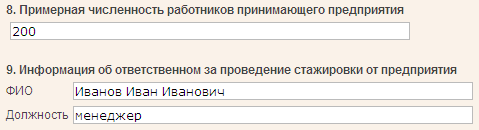 8. Примерная численность работников принимающего предприятия
200
9. Информация об ответственном за проведение стажировки от предприятия
ФИО Иванов Иван Иванович
Должность менеджер